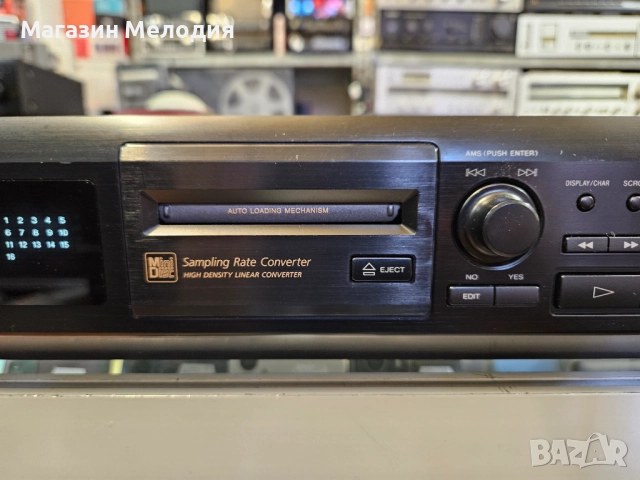 Магазин Мелодия
AMS (PUSH ENTER)
AUTO LOADING MECHANISM
DISPLAY/CHAR
SCRO
1 2 3 4 5
6 7 8 9 10
11 12 13 14 15
16
Mini Disc
Sampling Rate Converter
HIGH DENSITY LINEAR CONVERTER
EJECT
NO YES
EDIT
BAZAR